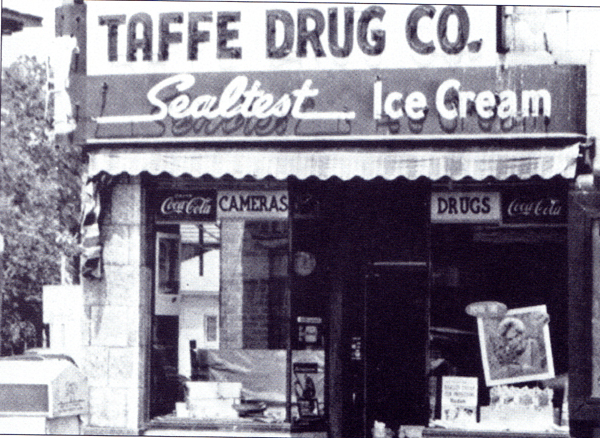 TAFFE DRUG CO.
Sealtest Ice Cream
Coca-Cola CAMERAS DRUGS Coca-Cola